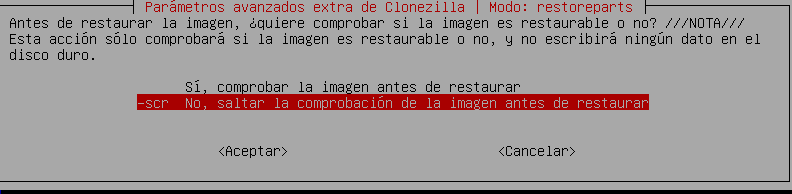 Parámetros avanzados extra de Clonezilla | Modo: restoreparts
Antes de restaurar la imagen, ¿quiere comprobar si la imagen es restaurable o no? ///NOTA///
Esta acción sólo comprobará si la imagen es restaurable o no, y no escribirá ningún dato en el
disco duro.
Sí, comprobar la imagen antes de restaurar
-scr No, saltar la comprobación de la imagen antes de restaurar
<Aceptar> <Cancelar>